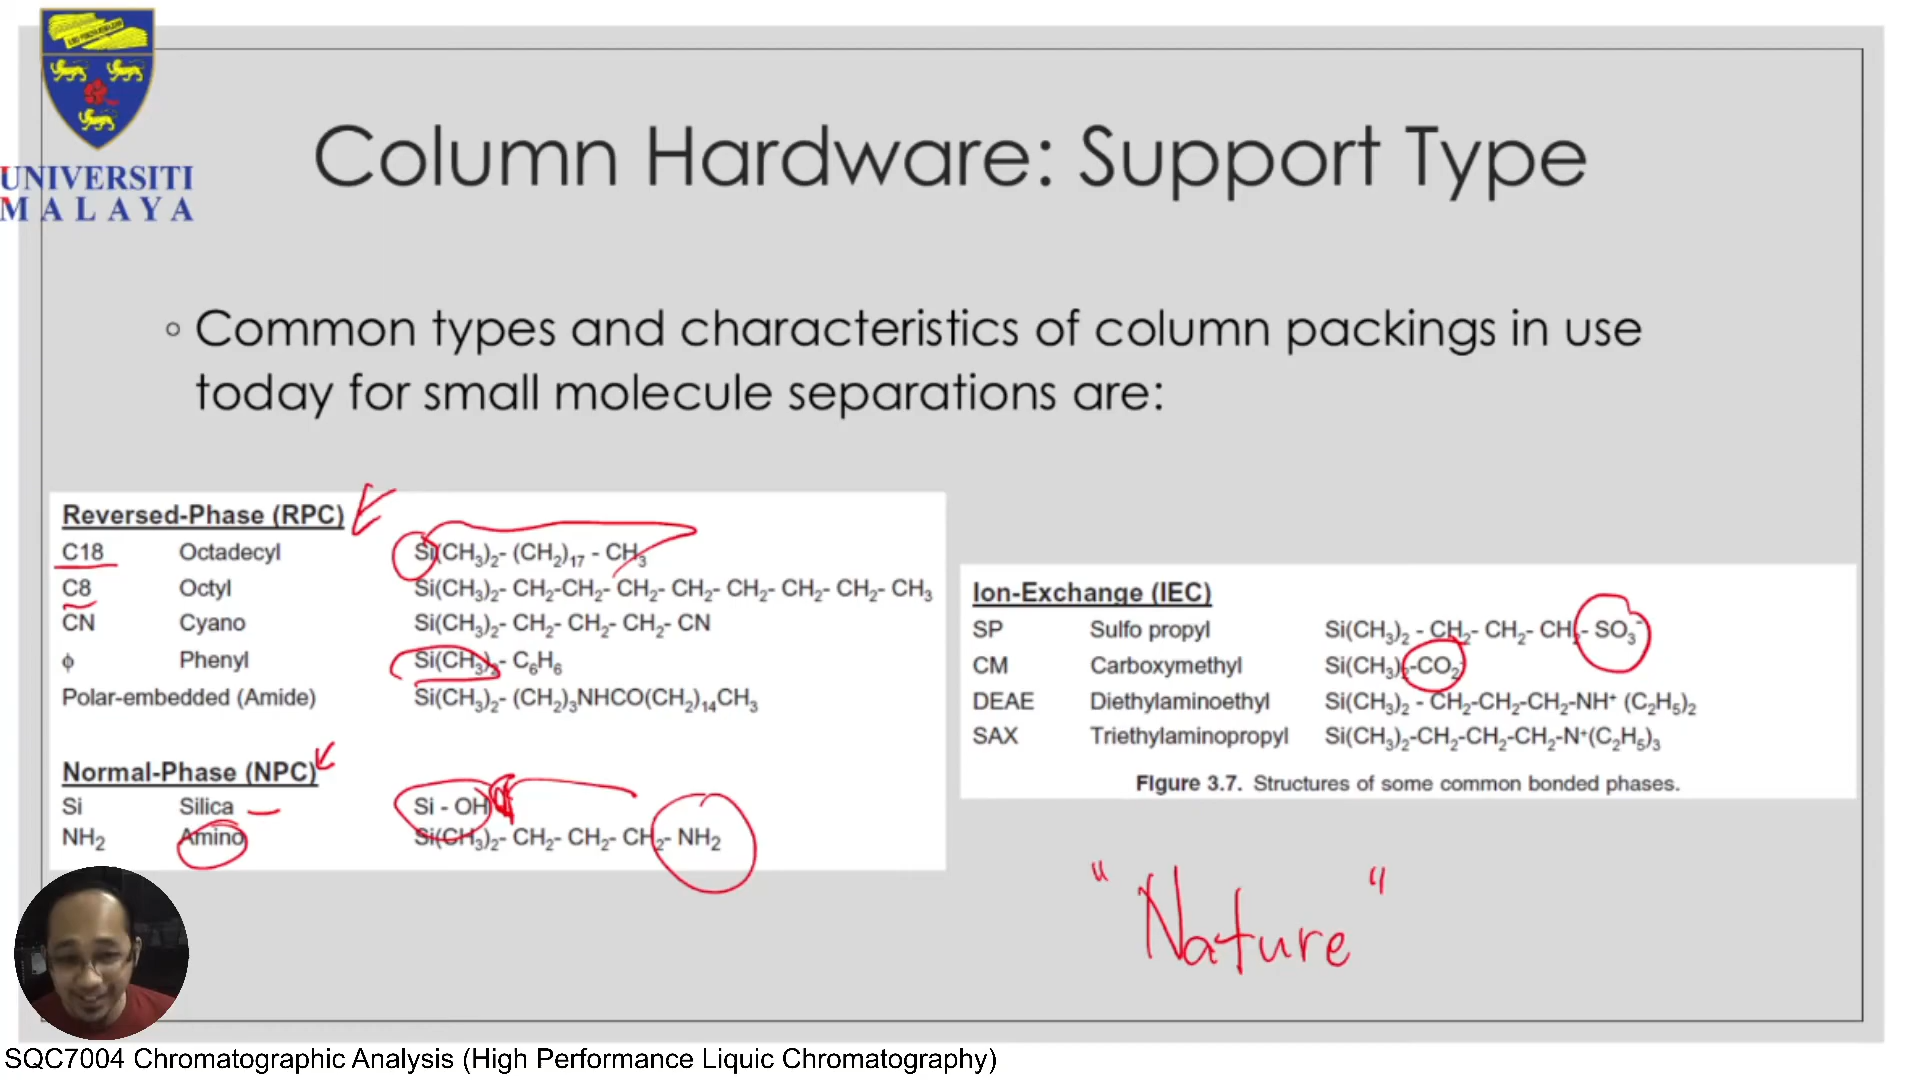 UNIVERSITI
MALAYA
Column Hardware: Support Type
◦ Common types and characteristics of column packings in use
today for small molecule separations are:
Reversed-Phase (RPC)
C18 Octadecyl Si(CH₃)₂- (CH₂)₁₇ - CH₃
C8 Octyl Si(CH₃)₂- CH₂-CH₂- CH₂- CH₂- CH₂- CH₂- CH₂- CH₃
CN Cyano Si(CH₃)₂- CH₂- CH₂- CH₂- CN
ϕ Phenyl Si(CH₃)₂- C₆H₆
Polar-embedded (Amide) Si(CH₃)₂- (CH₂)₃NHCO(CH₂)₁₄CH₃
Normal-Phase (NPC)
Si Silica Si - OH
NH₂ Amino Si(CH₃)₂- CH₂- CH₂- CH₂- NH₂
Ion-Exchange (IEC)
SP Sulfo propyl Si(CH₃)₂ - CH₂- CH₂- CH₂- SO₃⁻
CM Carboxymethyl Si(CH₃)₂-CO₂⁻
DEAE Diethylaminoethyl Si(CH₃)₂ - CH₂-CH₂-CH₂-NH⁺ (C₂H₅)₂
SAX Triethylaminopropyl Si(CH₃)₂-CH₂-CH₂-CH₂-N⁺(C₂H₅)₃
Figure 3.7. Structures of some common bonded phases.
"Nature"
SQC7004 Chromatographic Analysis (High Performance Liquic Chromatography)